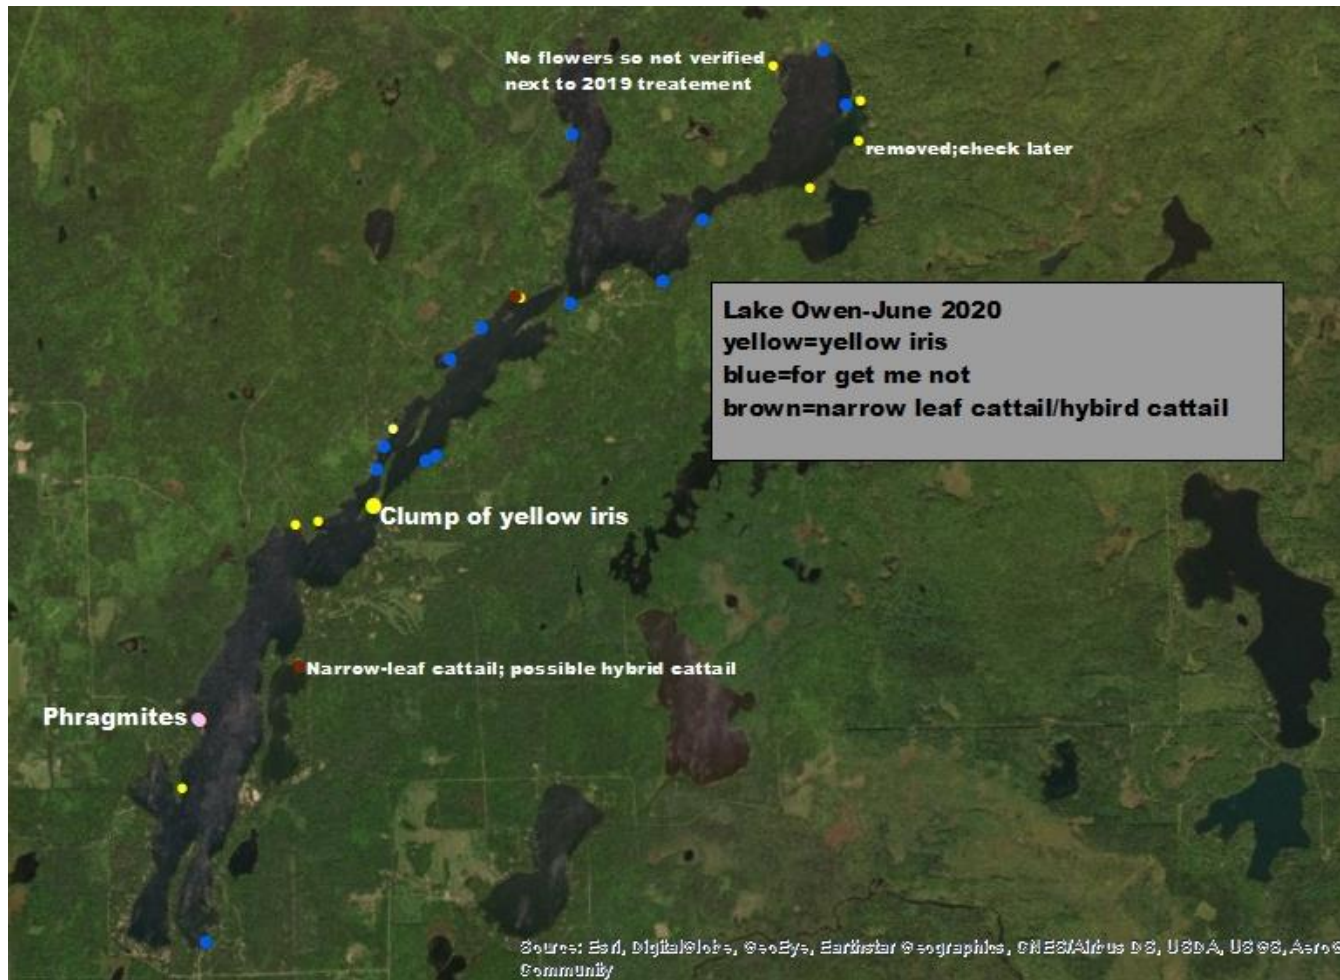 No flowers so not verified
next to 2019 treatement
removed;check later
Lake Owen-June 2020
yellow=yellow iris
blue=for get me not
brown=narrow leaf cattail/hybird cattail
Clump of yellow iris
Narrow-leaf cattail; possible hybrid cattail
Phragmites
Source: Esri, DigitalGlobe, GeoEye, Earthstar Geographics, CNES/Airbus DS, USDA, USGS, AeroG
Community